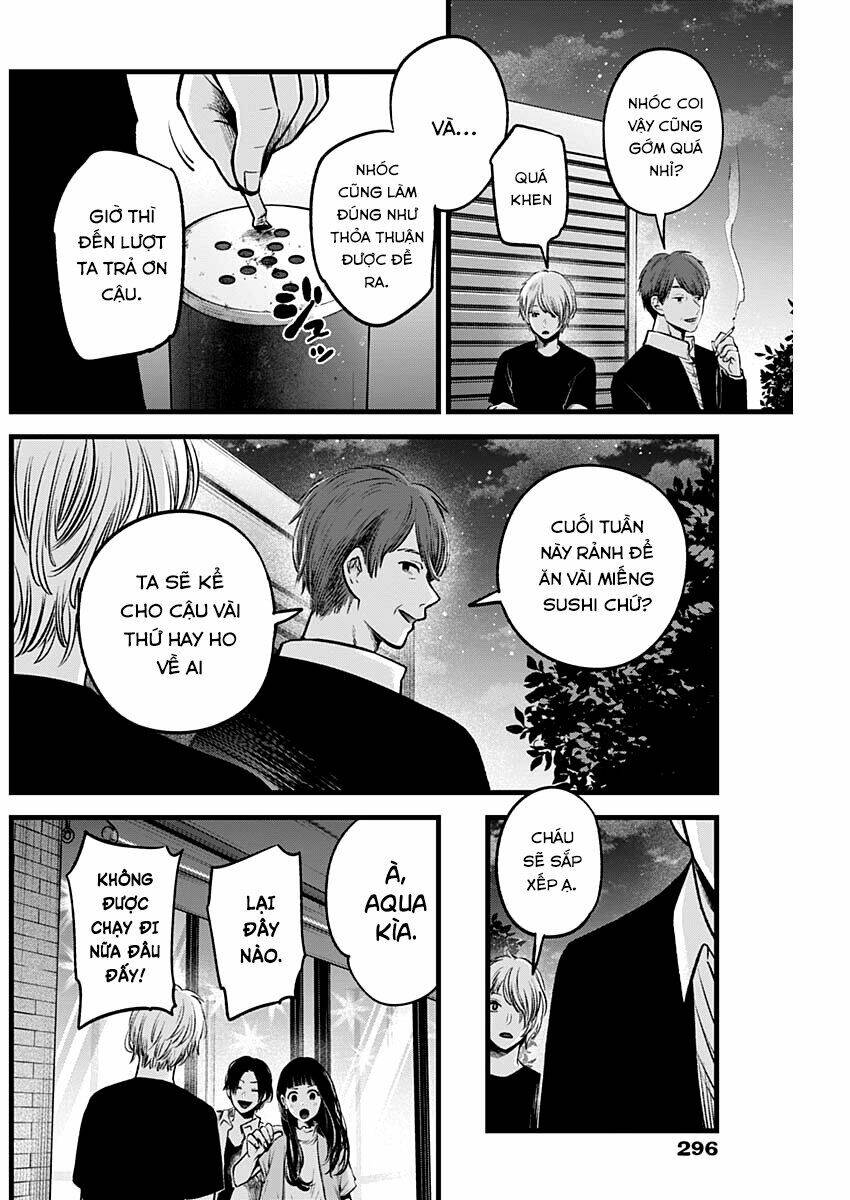 NHÓC COI
VẬY CŨNG
GỚM QUÁ
NHỈ?
QUÁ
KHEN
VÀ...
NHÓC
CŨNG LÀM
ĐÚNG NHƯ
THỎA THUẬN
ĐƯỢC ĐỀ
RA.
GIỜ THÌ
ĐẾN LƯỢT
TA TRẢ ƠN
CẬU.
ジュッ
CUỐI TUẦN
NÀY RẢNH ĐỂ
ĂN VÀI MIẾNG
SUSHI CHỨ?
TA SẼ KỂ
CHO CẬU VÀI
THỨ HAY HO
VỀ AI
CHÁU
SẼ SẮP
XẾP Ạ.
À,
AQUA
KÌA.
LẠI
ĐÂY
NÀO.
KHÔNG
ĐƯỢC
CHẠY ĐI
NỮA ĐÂU
ĐẤY!
296